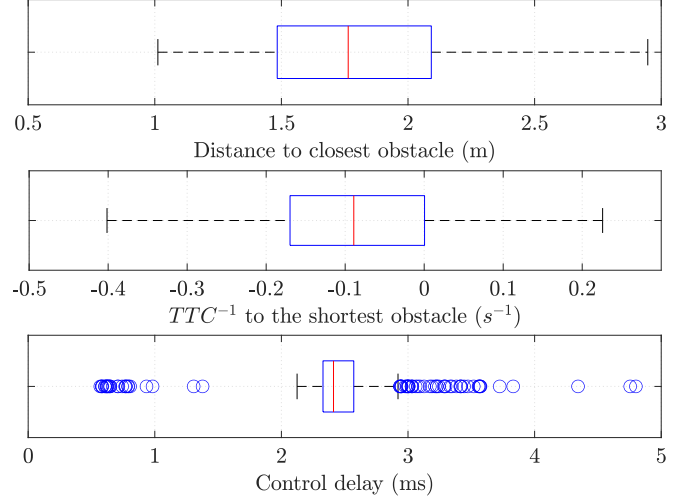 0.5 1 1.5 2 2.5 3
Distance to closest obstacle (m)
-0.5 -0.4 -0.3 -0.2 -0.1 0 0.1 0.2
TTC⁻¹ to the shortest obstacle (s⁻¹)
0 1 2 3 4 5
Control delay (ms)